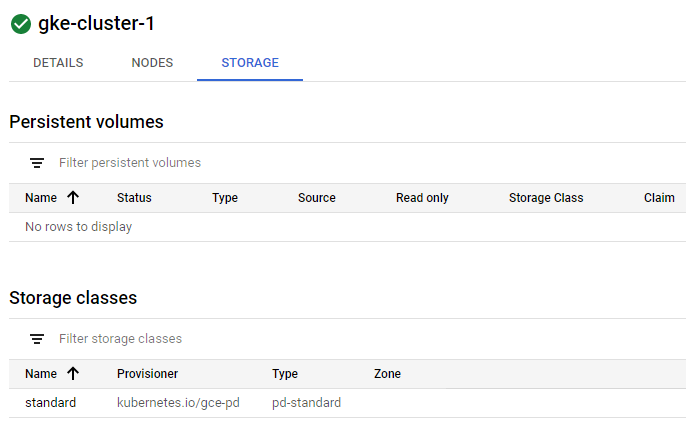 gke-cluster-1
DETAILS NODES STORAGE
Persistent volumes
Filter persistent volumes
Name Status Type Source Read only Storage Class Claim
No rows to display
Storage classes
Filter storage classes
Name Provisioner Type Zone
standard kubernetes.io/gce-pd pd-standard